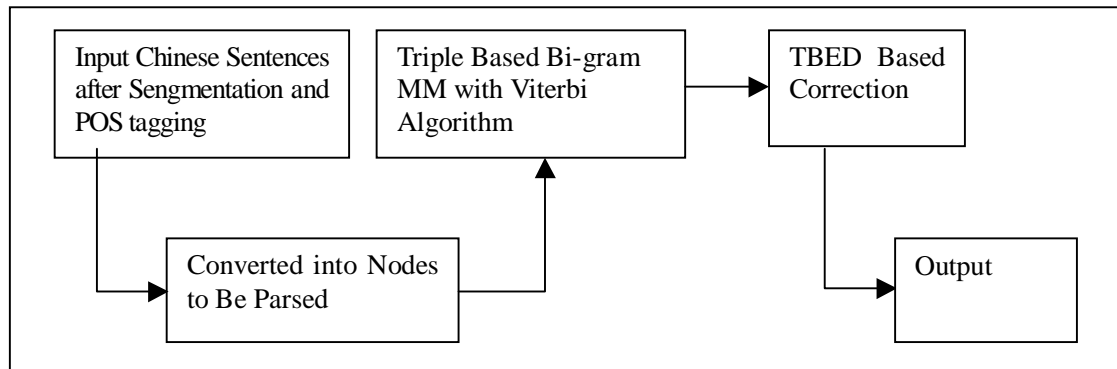 Input Chinese Sentences
after Sengmentation and
POS tagging
Converted into Nodes
to Be Parsed
Triple Based Bi-gram
MM with Viterbi
Algorithm
TBED Based
Correction
Output